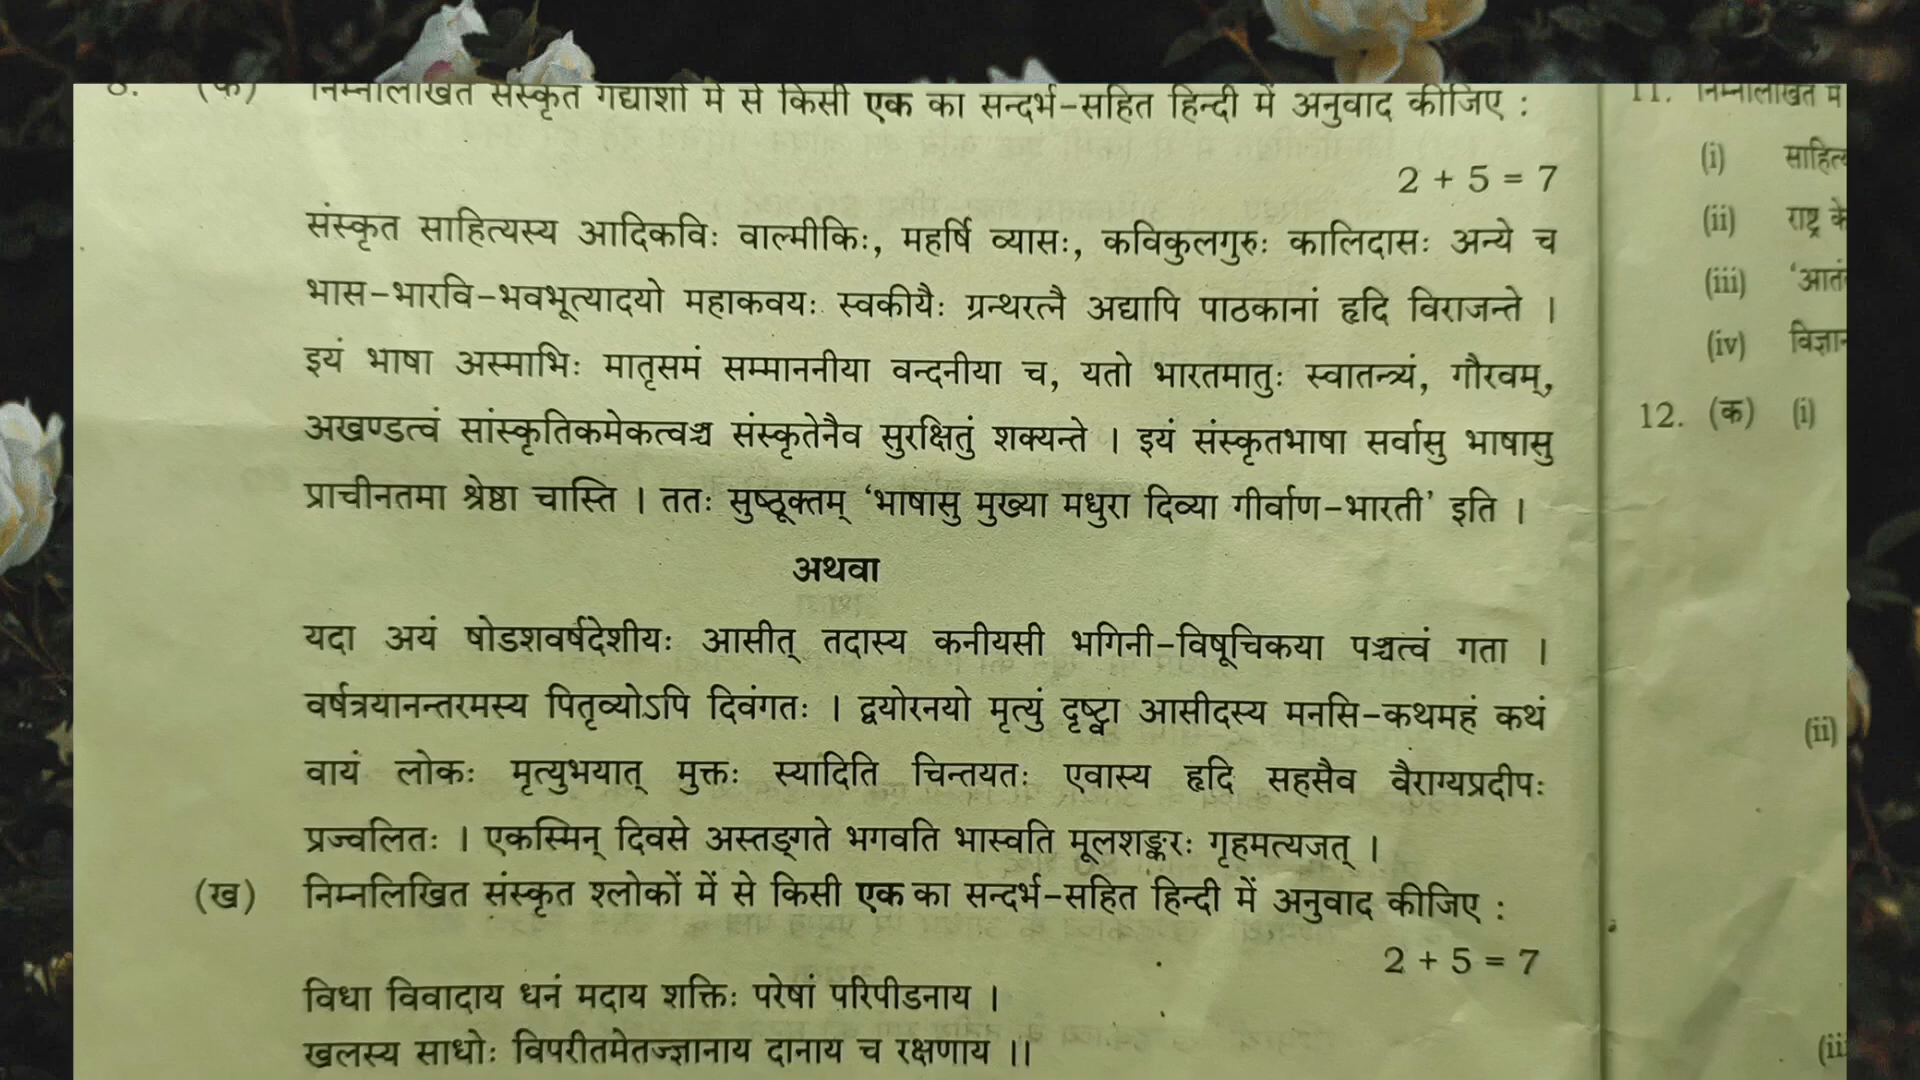 (क) निम्नलिखित संस्कृत गद्यांशों में से किसी एक का सन्दर्भ-सहित हिन्दी में अनुवाद कीजिए :
2 + 5 = 7
संस्कृत साहित्यस्य आदिकविः वाल्मीकिः, महर्षि व्यासः, कविकुलगुरुः कालिदासः अन्ये च
भास-भारवि-भवभूत्यादयो महाकवयः स्वकीयैः ग्रन्थरत्नै अद्यापि पाठकानां हृदि विराजन्ते ।
इयं भाषा अस्माभिः मातृसमं सम्माननीया वन्दनीया च, यतो भारतमातुः स्वातन्त्र्यं, गौरवम्,
अखण्डत्वं सांस्कृतिकमेकत्वञ्च संस्कृतेनैव सुरक्षितुं शक्यन्ते । इयं संस्कृतभाषा सर्वासु भाषासु
प्राचीनतमा श्रेष्ठा चास्ति । ततः सुष्ठूक्तम् ‘भाषासु मुख्या मधुरा दिव्या गीर्वाण-भारती’ इति ।
अथवा
यदा अयं षोडशवर्षदेशीयः आसीत् तदास्य कनीयसी भगिनी-विषूचिकया पञ्चत्वं गता ।
वर्षत्रयानन्तरमस्य पितृव्योऽपि दिवंगतः । द्वयोरनयो मृत्युं दृष्ट्वा आसीदस्य मनसि-कथमहं कथं
वायं लोकः मृत्युभयात् मुक्तः स्यादिति चिन्तयतः एवास्य हृदि सहसैव वैराग्यप्रदीपः
प्रज्वलितः । एकस्मिन् दिवसे अस्तङ्गते भगवति भास्वति मूलशङ्करः गृहमत्यजत् ।
(ख) निम्नलिखित संस्कृत श्लोकों में से किसी एक का सन्दर्भ-सहित हिन्दी में अनुवाद कीजिए :
2 + 5 = 7
विधा विवादाय धनं मदाय शक्तिः परेषां परिपीडनाय ।
खलस्य साधोः विपरीतमेतज्ज्ञानाय दानाय च रक्षणाय ।।
11. निम्नलिखित में
(i)
(ii) राष्ट्र के
(iii)
(iv)
12. (क) (i)
(ii)